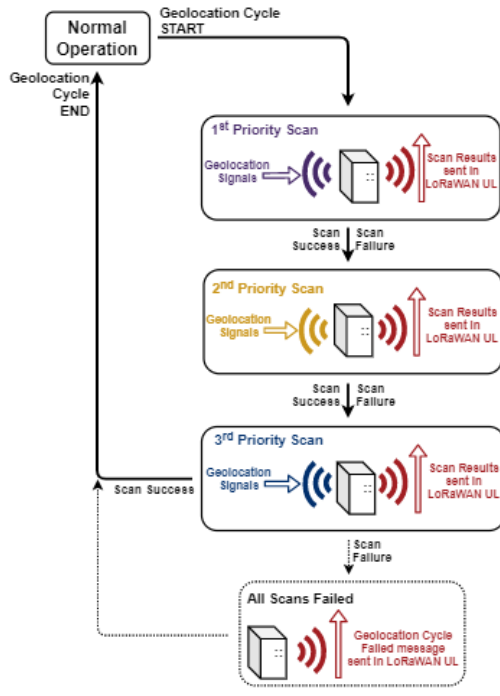 Normal
Operation
Geolocation Cycle
START
Geolocation
Cycle
END
1st Priority Scan
Geolocation
Signals
Scan Results
sent in
LoRaWAN UL
Scan
Success
Scan
Failure
2nd Priority Scan
Geolocation
Signals
Scan Results
sent in
LoRaWAN UL
Scan
Success
Scan
Failure
3rd Priority Scan
Geolocation
Signals
Scan Results
sent in
LoRaWAN UL
Scan Success
Scan
Failure
All Scans Failed
Geolocation Cycle
Failed message
sent in LoRaWAN UL